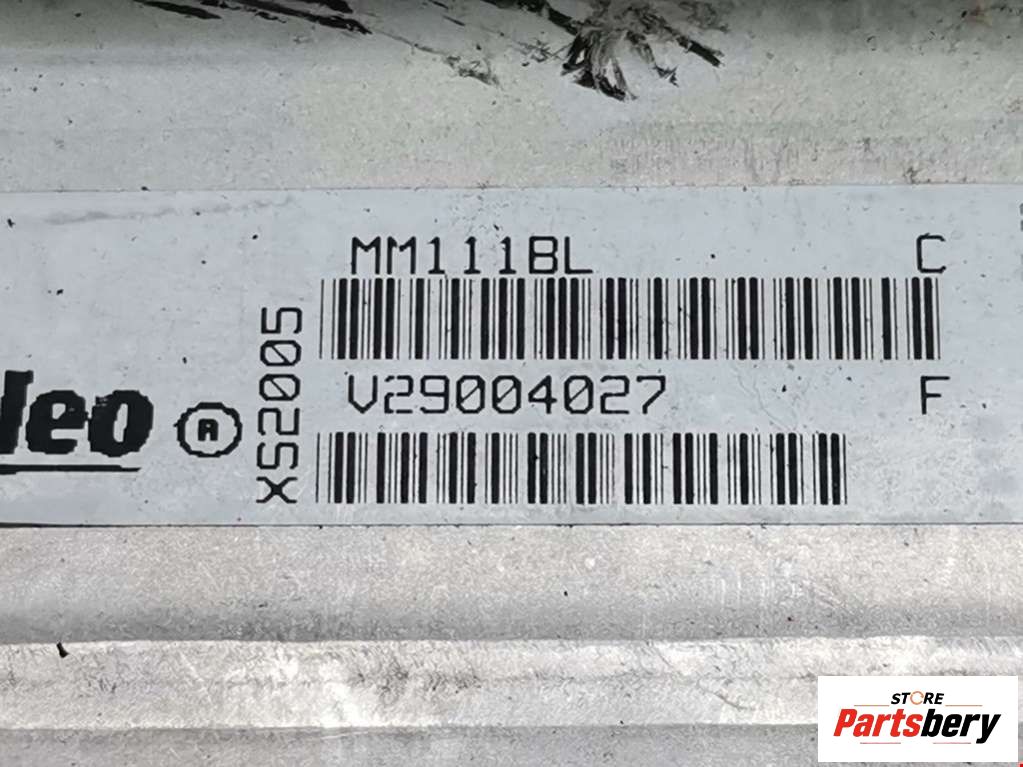 MM111BL C
V29004027 F
XS2005
leo ®
STORE
Partsbery